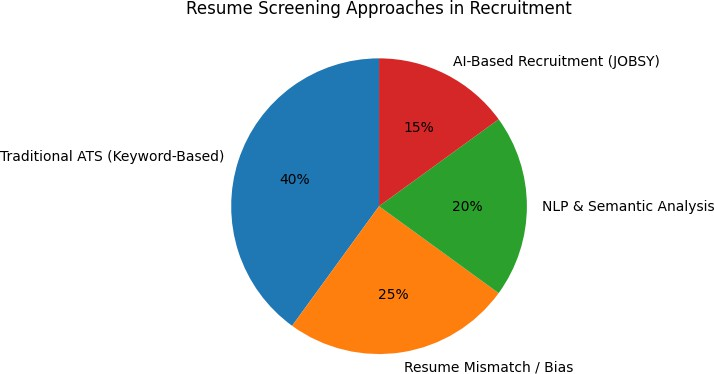 Resume Screening Approaches in Recruitment
AI-Based Recruitment (JOBSY)
15%
Traditional ATS (Keyword-Based)
40%
20%
NLP & Semantic Analysis
25%
Resume Mismatch / Bias